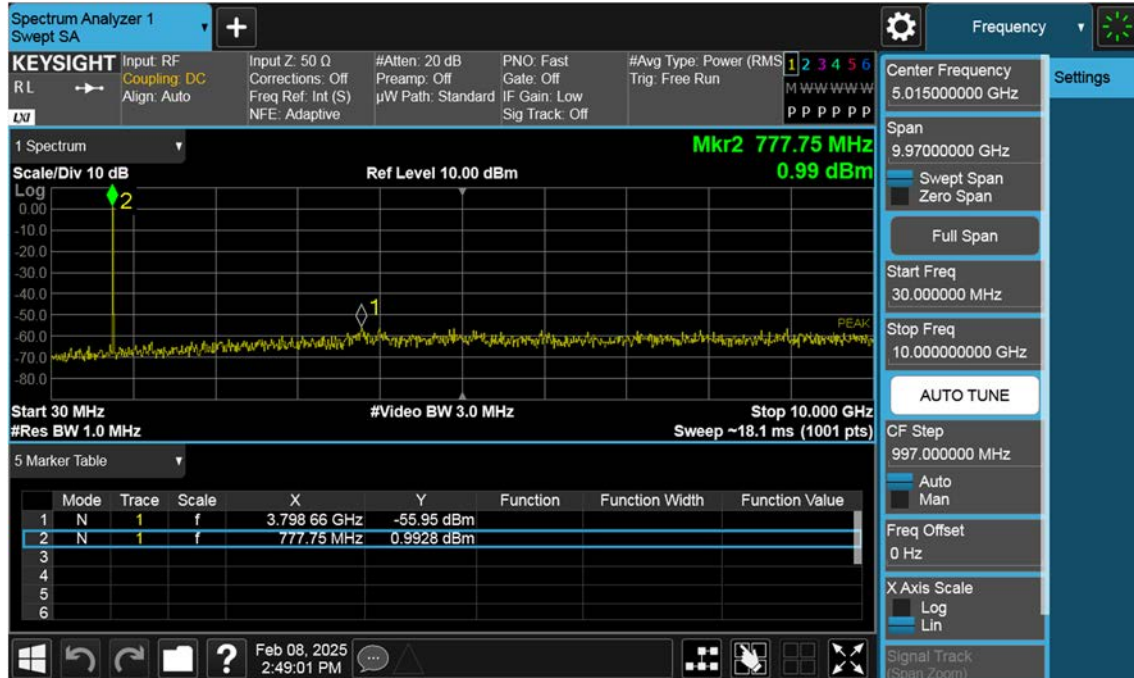 Spectrum Analyzer 1
Swept SA
+
Frequency
KEYSIGHT
R L
LXI
Input: RF
Coupling: DC
Align: Auto
Input Z: 50 Ω
Corrections: Off
Freq Ref: Int (S)
NFE: Adaptive
#Atten: 20 dB
Preamp: Off
µW Path: Standard
PNO: Fast
Gate: Off
IF Gain: Low
Sig Track: Off
#Avg Type: Power (RMS
Trig: Free Run
1 2 3 4 5 6
M W W W W W
P P P P P P
1 Spectrum
Scale/Div 10 dB
Ref Level 10.00 dBm
Mkr2 777.75 MHz
0.99 dBm
Log
0.00
-10.0
-20.0
-30.0
-40.0
-50.0
-60.0
-70.0
-80.0
2
1
PEAK
Start 30 MHz
#Video BW 3.0 MHz
Stop 10.000 GHz
#Res BW 1.0 MHz
Sweep ~18.1 ms (1001 pts)
5 Marker Table
Mode Trace Scale X Y Function Function Width Function Value
1 N 1 f 3.798 66 GHz -55.95 dBm
2 N 1 f 777.75 MHz 0.9928 dBm
3
4
5
6
?
Feb 08, 2025
2:49:01 PM
Center Frequency
5.015000000 GHz
Settings
Span
9.97000000 GHz
Swept Span
Zero Span
Full Span
Start Freq
30.000000 MHz
Stop Freq
10.000000000 GHz
AUTO TUNE
CF Step
997.000000 MHz
Auto
Man
Freq Offset
0 Hz
X Axis Scale
Log
Lin
Signal Track
(Span Zoom)